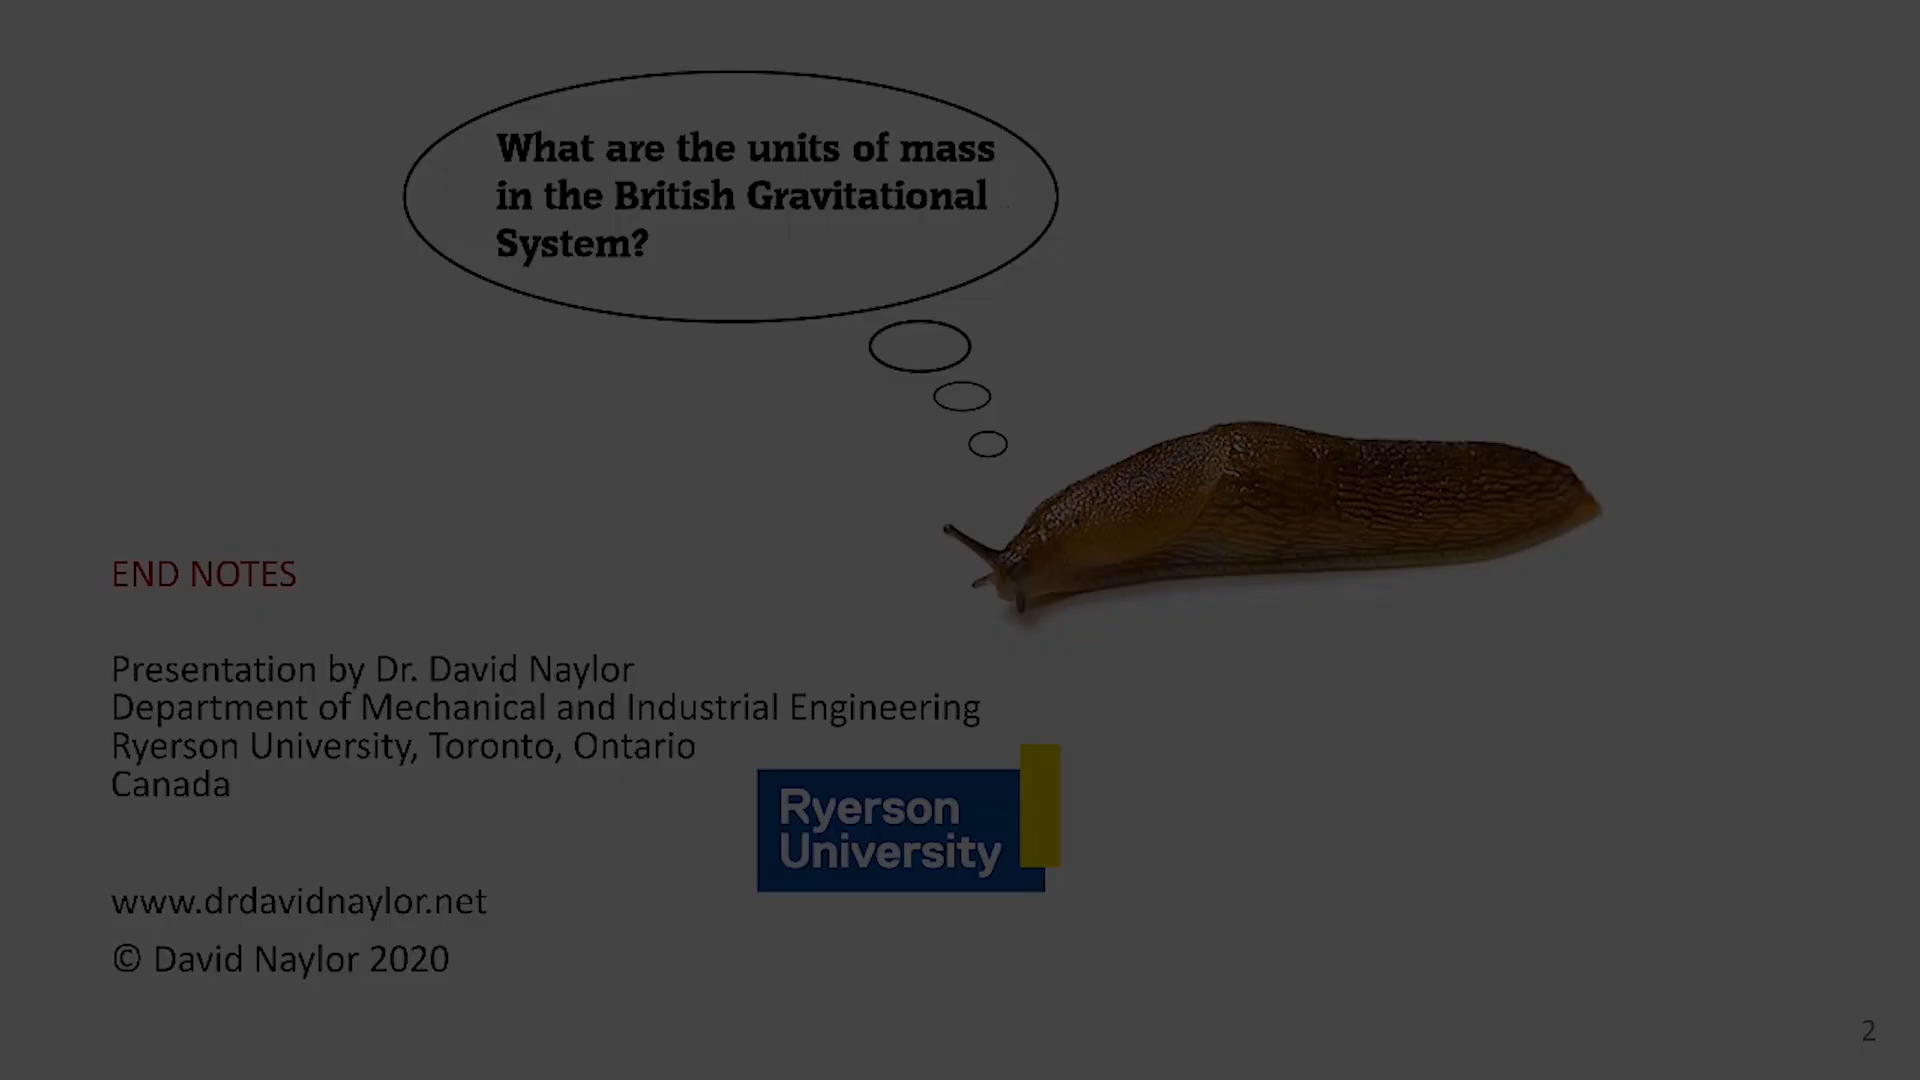 What are the units of mass
in the British Gravitational
System?
END NOTES
Presentation by Dr. David Naylor
Department of Mechanical and Industrial Engineering
Ryerson University, Toronto, Ontario
Canada
Ryerson
University
www.drdavidnaylor.net
© David Naylor 2020
2